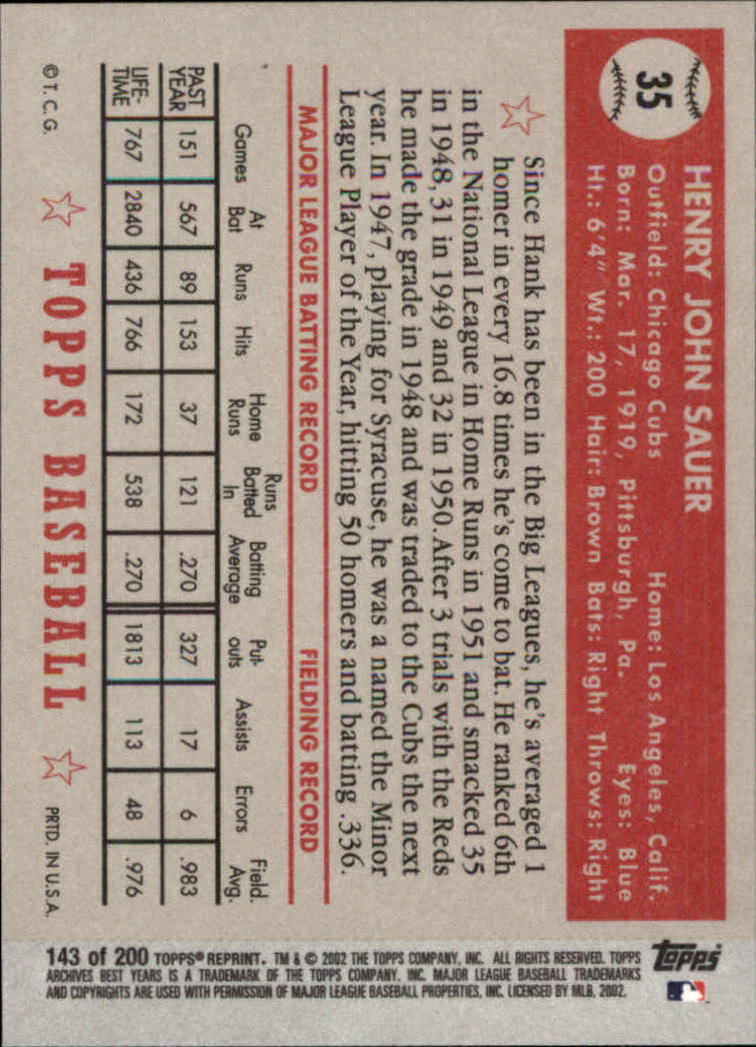 35
HENRY JOHN SAUER
Outfield: Chicago Cubs Home: Los Angeles, Calif.
Born: Mar. 17, 1919, Pittsburgh, Pa. Eyes: Blue
Ht.: 6'4" Wt.: 200 Hair: Brown Bats: Right Throws: Right
Since Hank has been in the Big Leagues, he's averaged 1
homer in every 16.8 times he's come to bat. He ranked 6th
in the National League in Home Runs in 1951 and smacked 35
in 1948, 31 in 1949 and 32 in 1950. After 3 trials with the Reds
he made the grade in 1948 and was traded to the Cubs the next
year. In 1947, playing for Syracuse, he was a named the Minor
League Player of the Year, hitting 50 homers and batting .336.
MAJOR LEAGUE BATTING RECORD FIELDING RECORD
Games At Bat Runs Hits Home Runs Runs Batted In Batting Average Put-outs Assists Errors Field. Avg.
PAST YEAR 151 567 89 153 37 121 .270 327 17 6 .983
LIFE-TIME 767 2840 436 766 172 538 .270 1813 113 48 .976
© T. C. G. TOPPS BASEBALL PRTD. IN U.S.A.
Topps
143 of 200 TOPPS® REPRINT. TM & © 2002 THE TOPPS COMPANY, INC. ALL RIGHTS RESERVED. TOPPS
ARCHIVES BEST YEARS IS A TRADEMARK OF THE TOPPS COMPANY, INC. MAJOR LEAGUE BASEBALL TRADEMARKS
AND COPYRIGHTS ARE USED WITH PERMISSION OF MAJOR LEAGUE BASEBALL PROPERTIES, INC. LICENSED BY MLB, 2002.